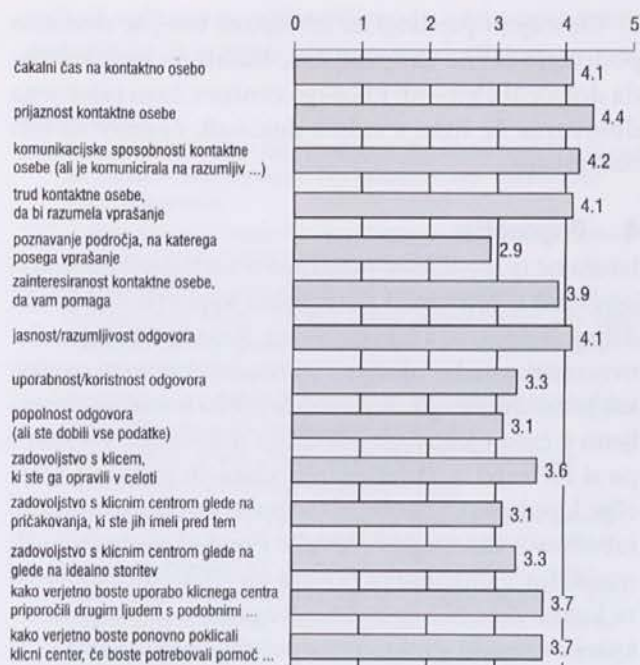 0 1 2 3 4 5
čakalni čas na kontaktno osebo
4.1
prijaznost kontaktne osebe
4.4
komunikacijske sposobnosti kontaktne
osebe (ali je komunicirala na razumljiv ...)
4.2
trud kontaktne osebe,
da bi razumela vprašanje
4.1
poznavanje področja, na katerega
posega vprašanje
2.9
zainteresiranost kontaktne osebe,
da vam pomaga
3.9
jasnost/razumljivost odgovora
4.1
uporabnost/koristnost odgovora
3.3
popolnost odgovora
(ali ste dobili vse podatke)
3.1
zadovoljstvo s klicem,
ki ste ga opravili v celoti
3.6
zadovoljstvo s klicnim centrom glede na
pričakovanja, ki ste jih imeli pred tem
3.1
zadovoljstvo s klicnim centrom glede na
glede na idealno storitev
3.3
kako verjetno boste uporabo klicnega centra
priporočili drugim ljudem s podobnimi ...
3.7
kako verjetno boste ponovno poklicali
klicni center, če boste potrebovali pomoč ...
3.7